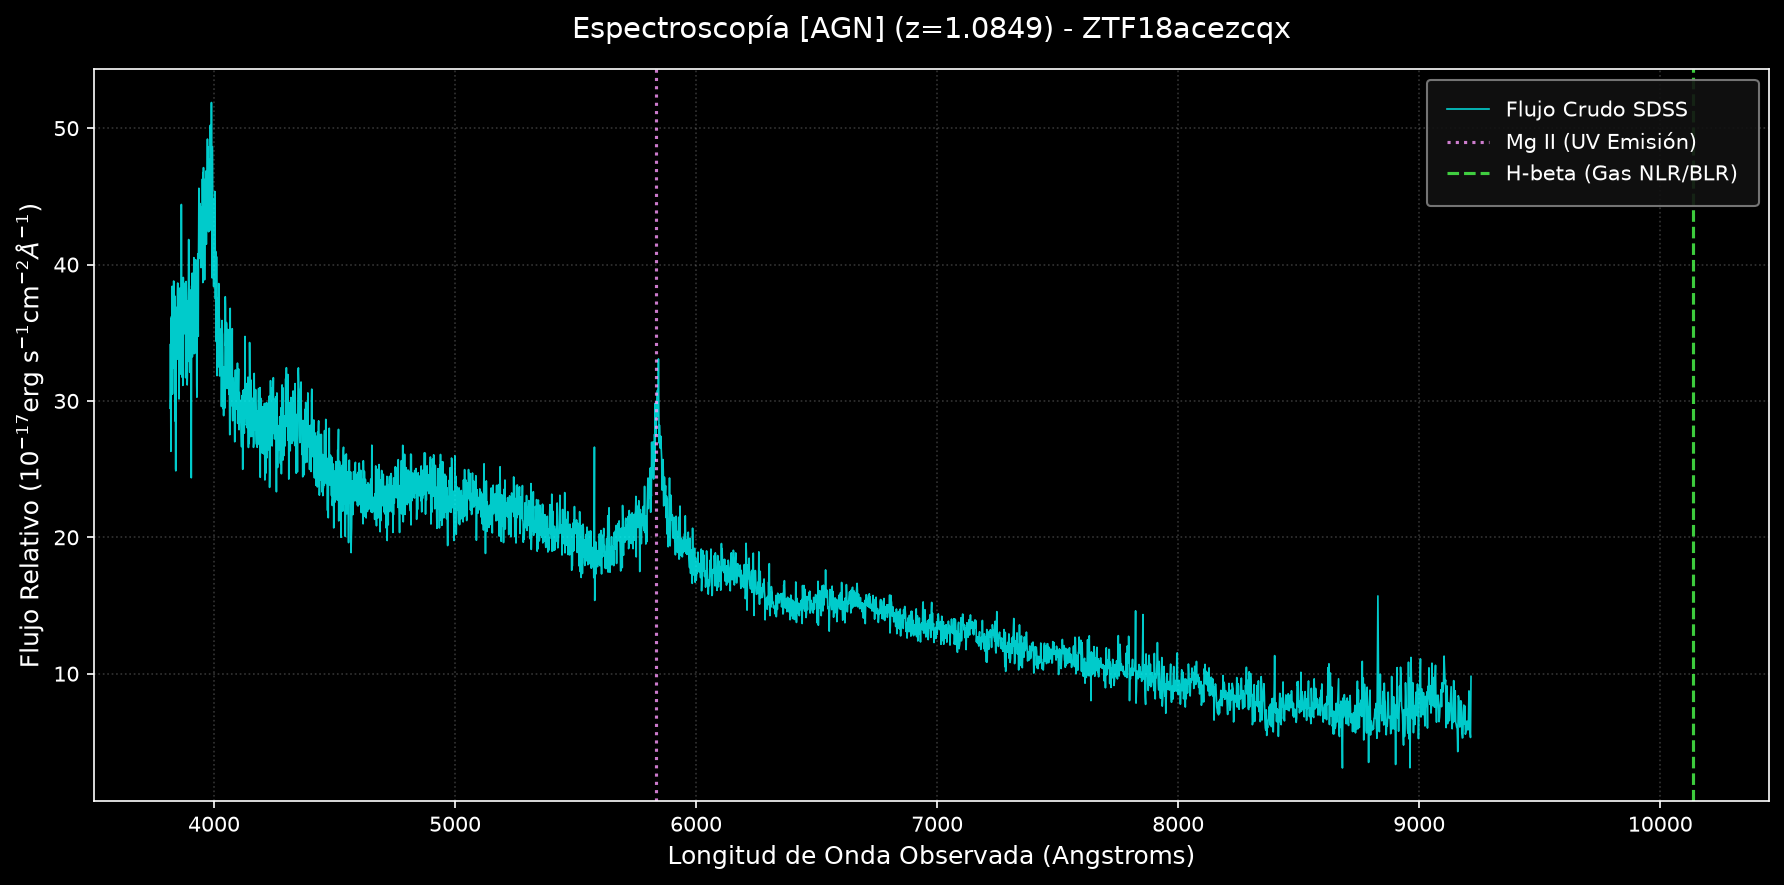 Espectroscopía [AGN] (z=1.0849) - ZTF18acezcqx
Flujo Crudo SDSS
Mg II (UV Emisión)
H-beta (Gas NLR/BLR)
Flujo Relativo (10⁻¹⁷erg s⁻¹cm⁻²Å⁻¹)
50
40
30
20
10
4000 5000 6000 7000 8000 9000 10000
Longitud de Onda Observada (Angstroms)